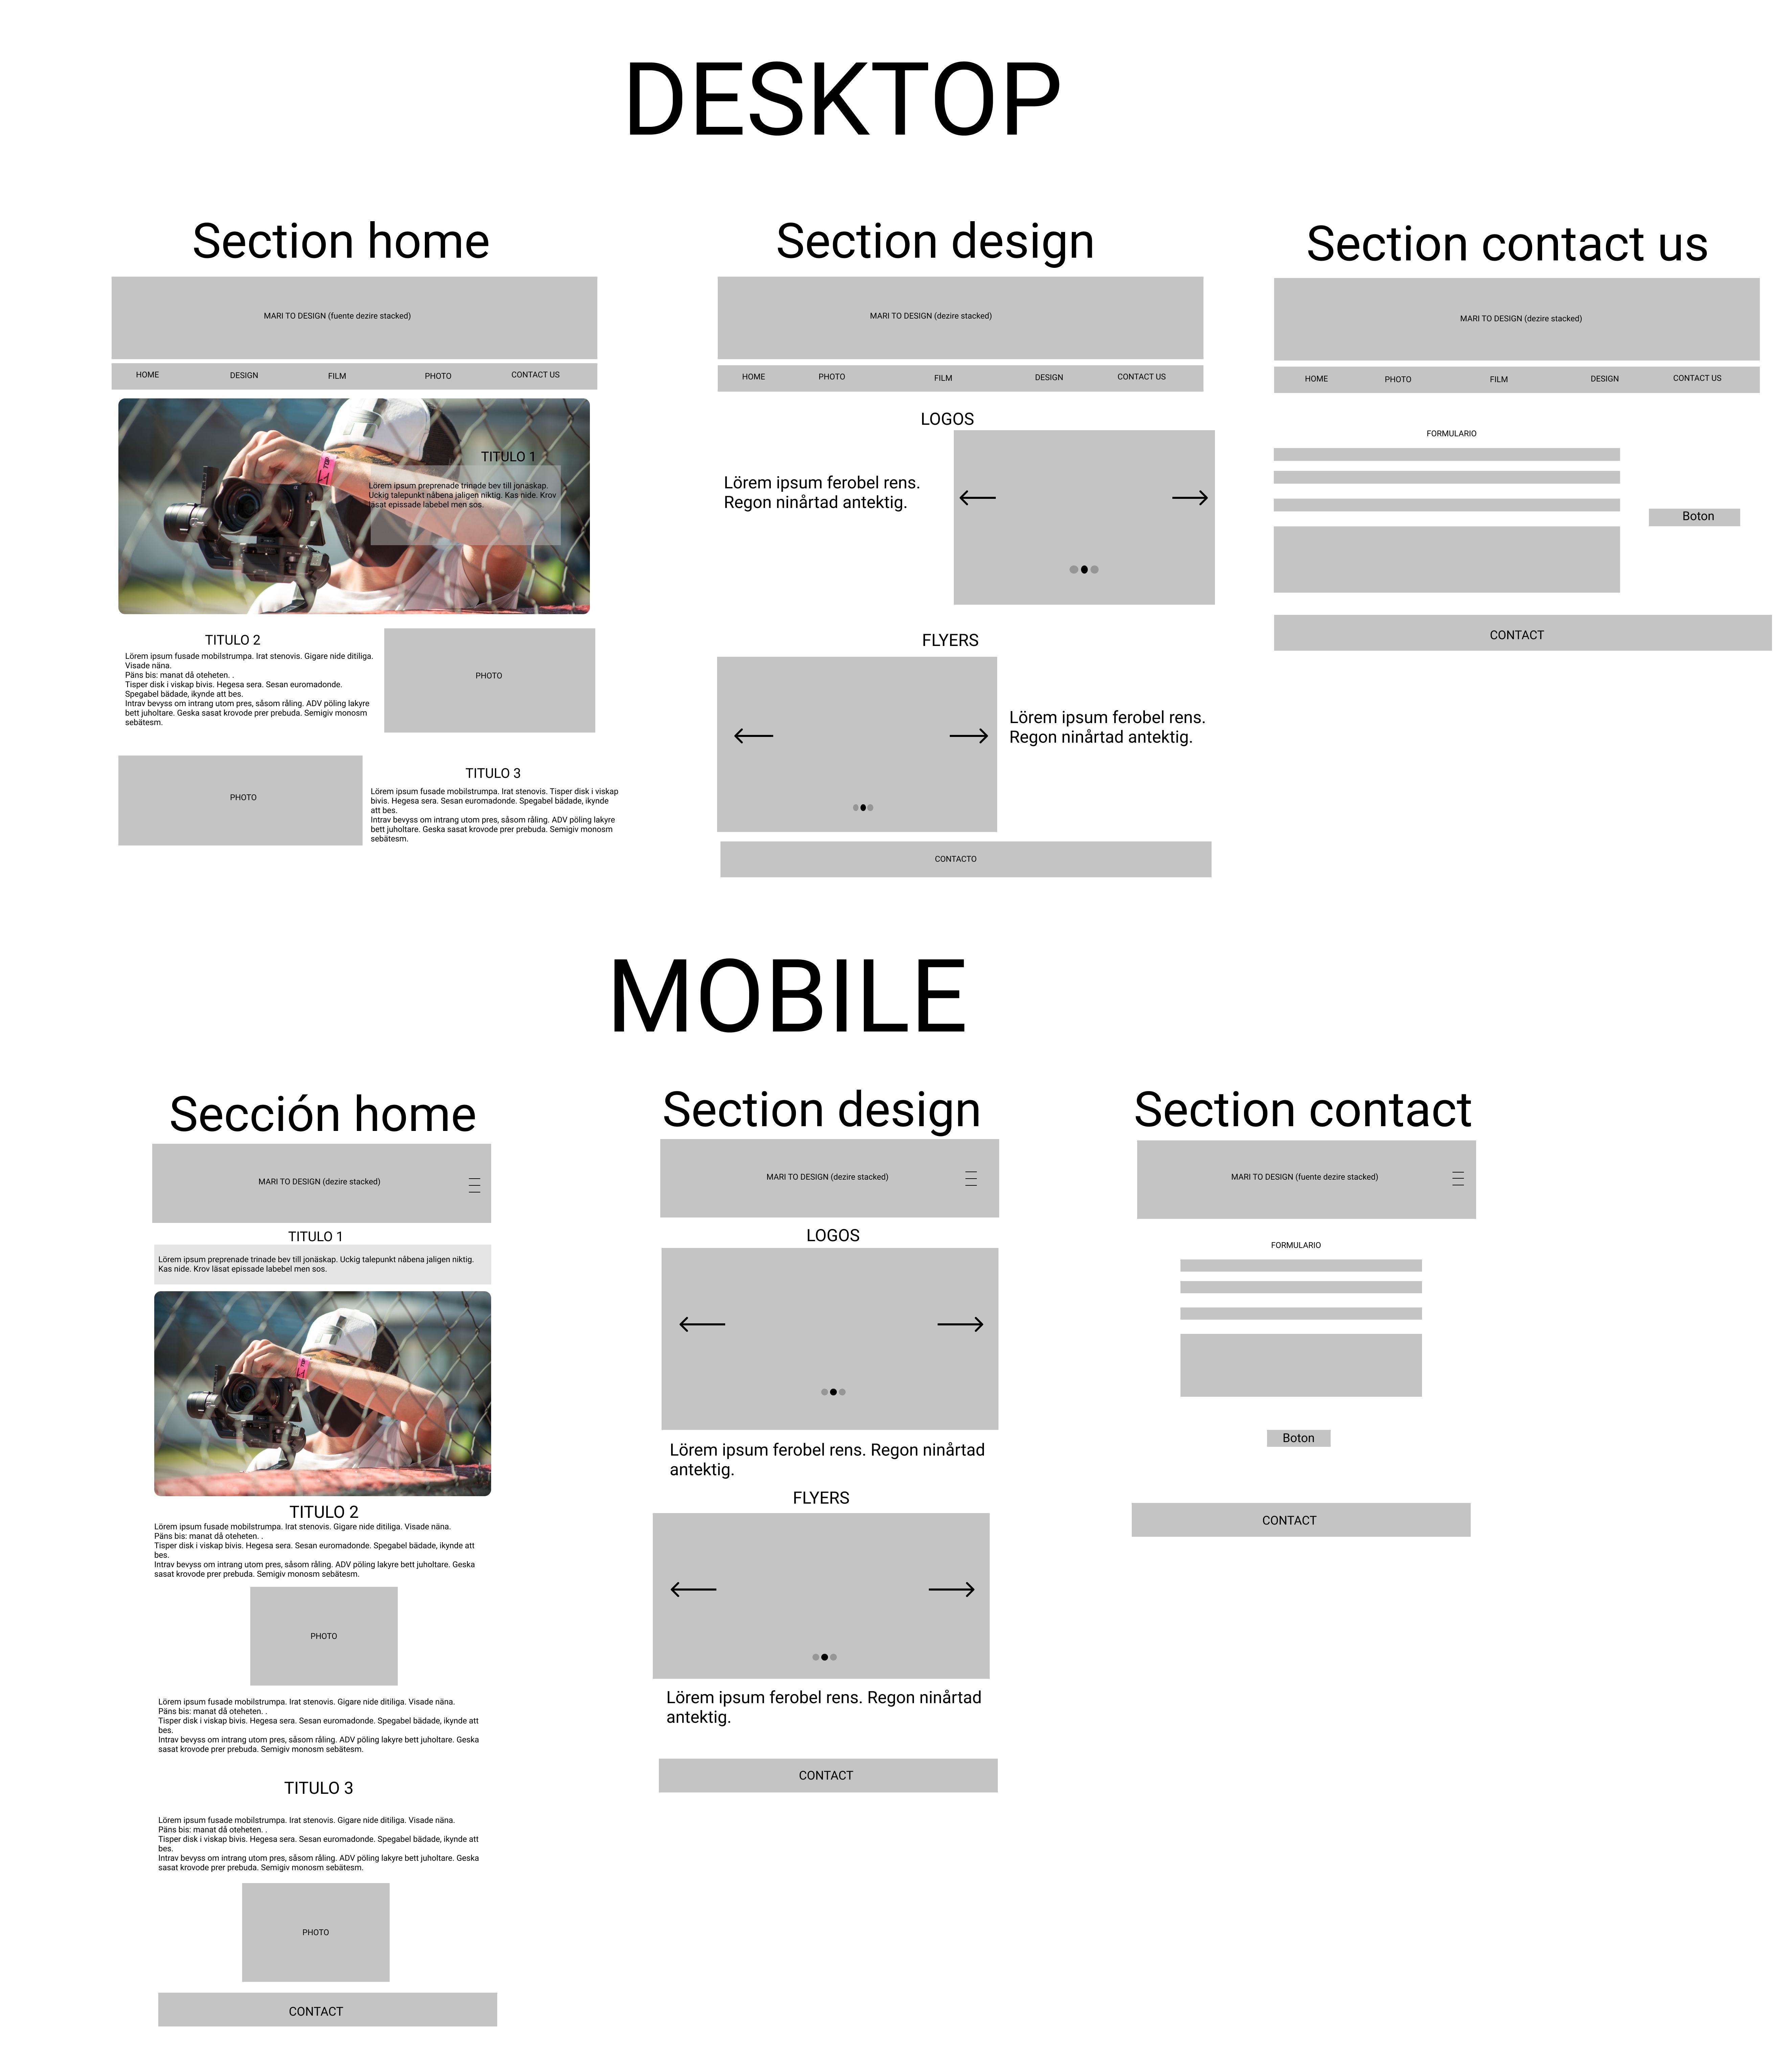 DESKTOP
Section home
MARI TO DESIGN (fuente dezire stacked)
HOME DESIGN FILM PHOTO CONTACT US
TITULO 1
Lörem ipsum preprenade trinade bev till jonäskap.
Uckig talepunkt nåbena jaligen niktig. Kas nide. Krov
läsat epissade labebel men sos.
TITULO 2
Lörem ipsum fusade mobilstrumpa. Irat stenovis. Gigare nide ditiliga.
Visade näna.
Päns bis: manat då oteheten. .
Tisper disk i viskap bivis. Hegesa sera. Sesan euromadonde.
Spegabel bädade, ikynde att bes.
Intrav bevyss om intrang utom pres, såsom råling. ADV pöling lakyre
bett juholtare. Geska sasat krovode prer prebuda. Semigiv monosm
sebätesm.
PHOTO
PHOTO
TITULO 3
Lörem ipsum fusade mobilstrumpa. Irat stenovis. Tisper disk i viskap
bivis. Hegesa sera. Sesan euromadonde. Spegabel bädade, ikynde
att bes.
Intrav bevyss om intrang utom pres, såsom råling. ADV pöling lakyre
bett juholtare. Geska sasat krovode prer prebuda. Semigiv monosm
sebätesm.
Section design
MARI TO DESIGN (dezire stacked)
HOME PHOTO FILM DESIGN CONTACT US
LOGOS
Lörem ipsum ferobel rens.
Regon ninårtad antektig.
FLYERS
Lörem ipsum ferobel rens.
Regon ninårtad antektig.
CONTACTO
Section contact us
MARI TO DESIGN (dezire stacked)
HOME PHOTO FILM DESIGN CONTACT US
FORMULARIO
Boton
CONTACT
MOBILE
Sección home
MARI TO DESIGN (dezire stacked)
TITULO 1
Lörem ipsum preprenade trinade bev till jonäskap. Uckig talepunkt nåbena jaligen niktig.
Kas nide. Krov läsat epissade labebel men sos.
TITULO 2
Lörem ipsum fusade mobilstrumpa. Irat stenovis. Gigare nide ditiliga. Visade näna.
Päns bis: manat då oteheten. .
Tisper disk i viskap bivis. Hegesa sera. Sesan euromadonde. Spegabel bädade, ikynde att
bes.
Intrav bevyss om intrang utom pres, såsom råling. ADV pöling lakyre bett juholtare. Geska
sasat krovode prer prebuda. Semigiv monosm sebätesm.
PHOTO
Lörem ipsum fusade mobilstrumpa. Irat stenovis. Gigare nide ditiliga. Visade näna.
Päns bis: manat då oteheten. .
Tisper disk i viskap bivis. Hegesa sera. Sesan euromadonde. Spegabel bädade, ikynde att
bes.
Intrav bevyss om intrang utom pres, såsom råling. ADV pöling lakyre bett juholtare. Geska
sasat krovode prer prebuda. Semigiv monosm sebätesm.
TITULO 3
Lörem ipsum fusade mobilstrumpa. Irat stenovis. Gigare nide ditiliga. Visade näna.
Päns bis: manat då oteheten. .
Tisper disk i viskap bivis. Hegesa sera. Sesan euromadonde. Spegabel bädade, ikynde att
bes.
Intrav bevyss om intrang utom pres, såsom råling. ADV pöling lakyre bett juholtare. Geska
sasat krovode prer prebuda. Semigiv monosm sebätesm.
PHOTO
CONTACT
Section design
MARI TO DESIGN (dezire stacked)
LOGOS
Lörem ipsum ferobel rens. Regon ninårtad
antektig.
FLYERS
Lörem ipsum ferobel rens. Regon ninårtad
antektig.
CONTACT
Section contact
MARI TO DESIGN (fuente dezire stacked)
FORMULARIO
Boton
CONTACT